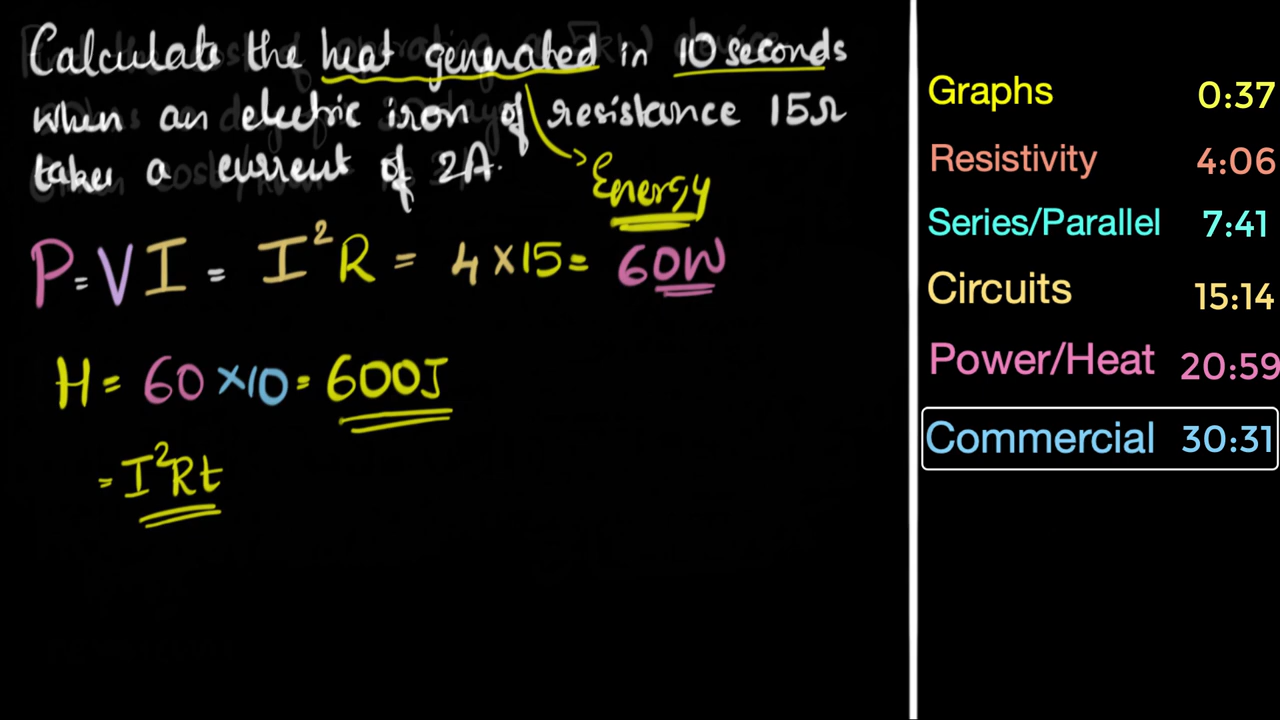 Calculate the heat generated in 10 seconds
when an electric iron of resistance 15Ω
takes a current of 2A.
Energy
P = VI = I²R = 4 × 15 = 60W
H = 60 × 10 = 600J
= I²Rt
Graphs 0:37
Resistivity 4:06
Series/Parallel 7:41
Circuits 15:14
Power/Heat 20:59
Commercial 30:31